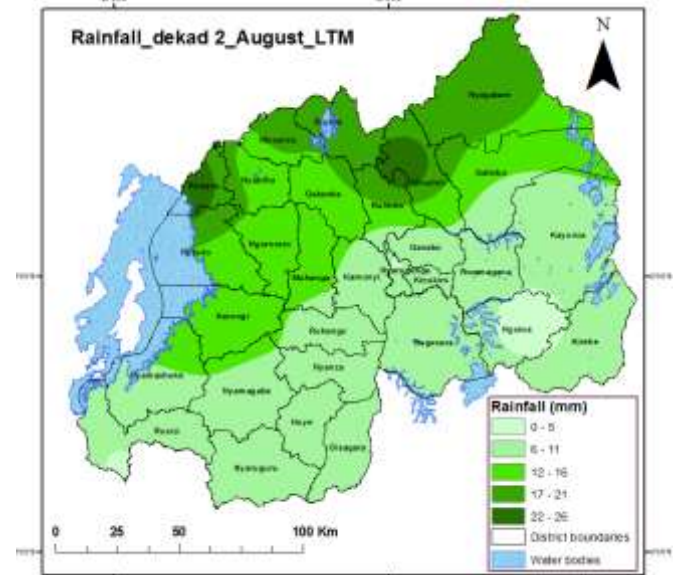 Rainfall_dekad 2_August_LTM
N
Nyagatare
Burera
Musanze
Gatsibo
Rubavu
Nyabihu
Gakenke
Gicumbi
Rulindo
Rutsiro
Ngororero
Gasabo
Kayonza
Muhanga
Kamonyi
Kicukiro
Rwamagana
Karongi
Ruhango
Bugesera
Ngoma
Kirehe
Nyanza
Nyamasheke
Nyamagabe
Huye
Rusizi
Gisagara
Nyaruguru
Rainfall (mm)
0 - 5
6 - 11
12 - 16
17 - 21
22 - 26
District boundaries
Water bodies
0 25 50 100 Km